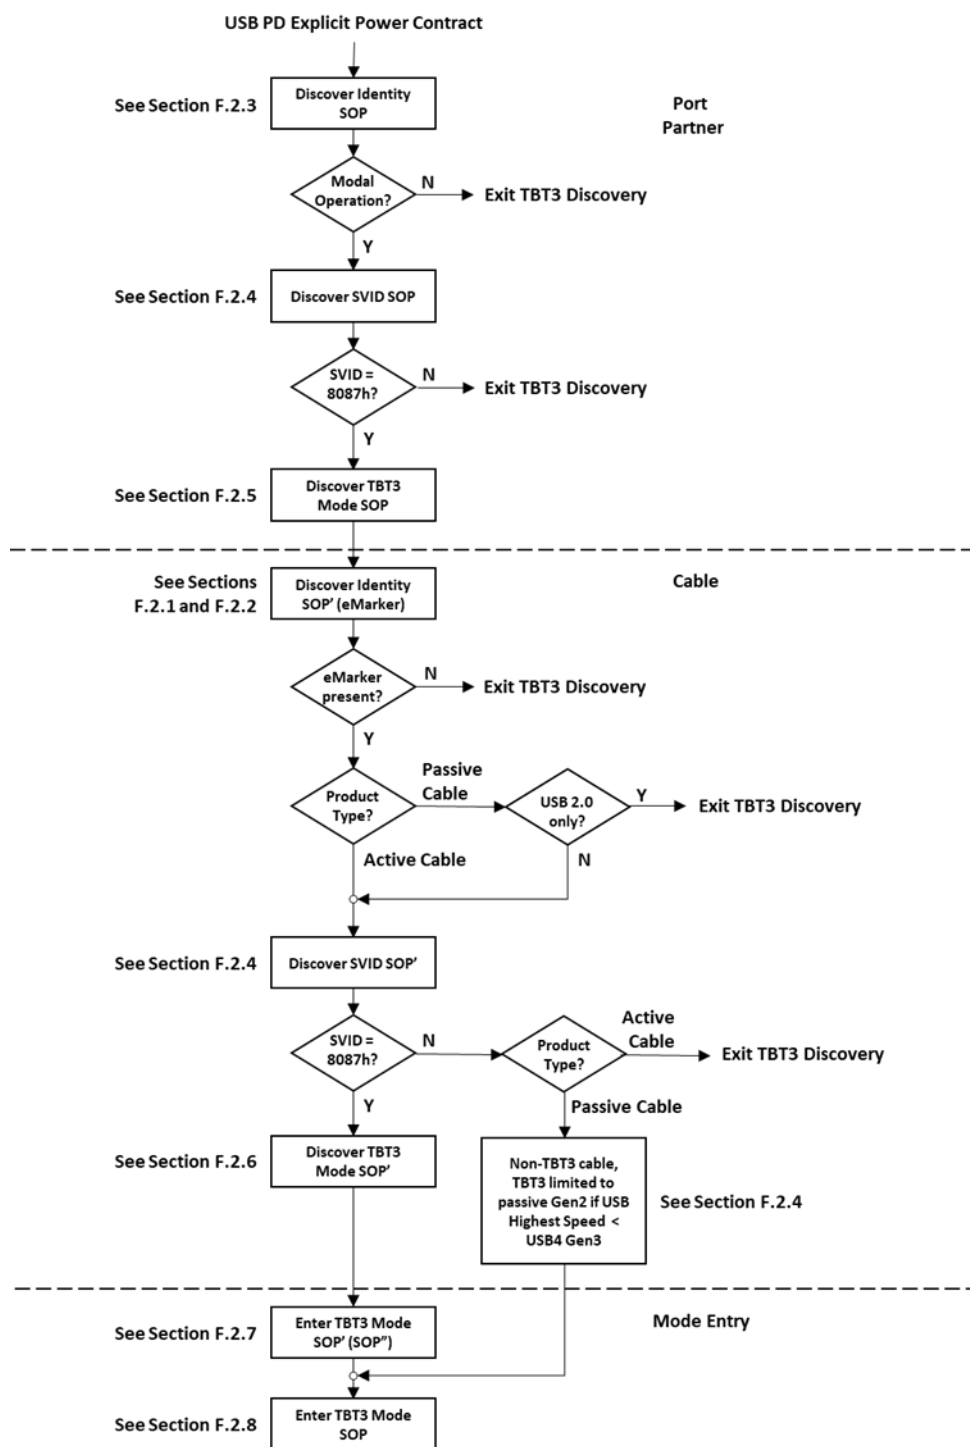 USB PD Explicit Power Contract
See Section F.2.3
Discover Identity
SOP
Port
Partner
Modal
Operation?
N
Exit TBT3 Discovery
Y
See Section F.2.4
Discover SVID SOP
SVID =
8087h?
N
Exit TBT3 Discovery
Y
See Section F.2.5
Discover TBT3
Mode SOP
See Sections
F.2.1 and F.2.2
Discover Identity
SOP’ (eMarker)
Cable
eMarker
present?
N
Exit TBT3 Discovery
Y
Product
Type?
Passive
Cable
USB 2.0
only?
Y
Exit TBT3 Discovery
Active Cable
N
See Section F.2.4
Discover SVID SOP’
SVID =
8087h?
N
Product
Type?
Active
Cable
Exit TBT3 Discovery
Y
Passive Cable
See Section F.2.6
Discover TBT3
Mode SOP’
Non-TBT3 cable,
TBT3 limited to
passive Gen2 if USB
Highest Speed <
USB4 Gen3
See Section F.2.4
Mode Entry
See Section F.2.7
Enter TBT3 Mode
SOP’ (SOP”)
See Section F.2.8
Enter TBT3 Mode
SOP